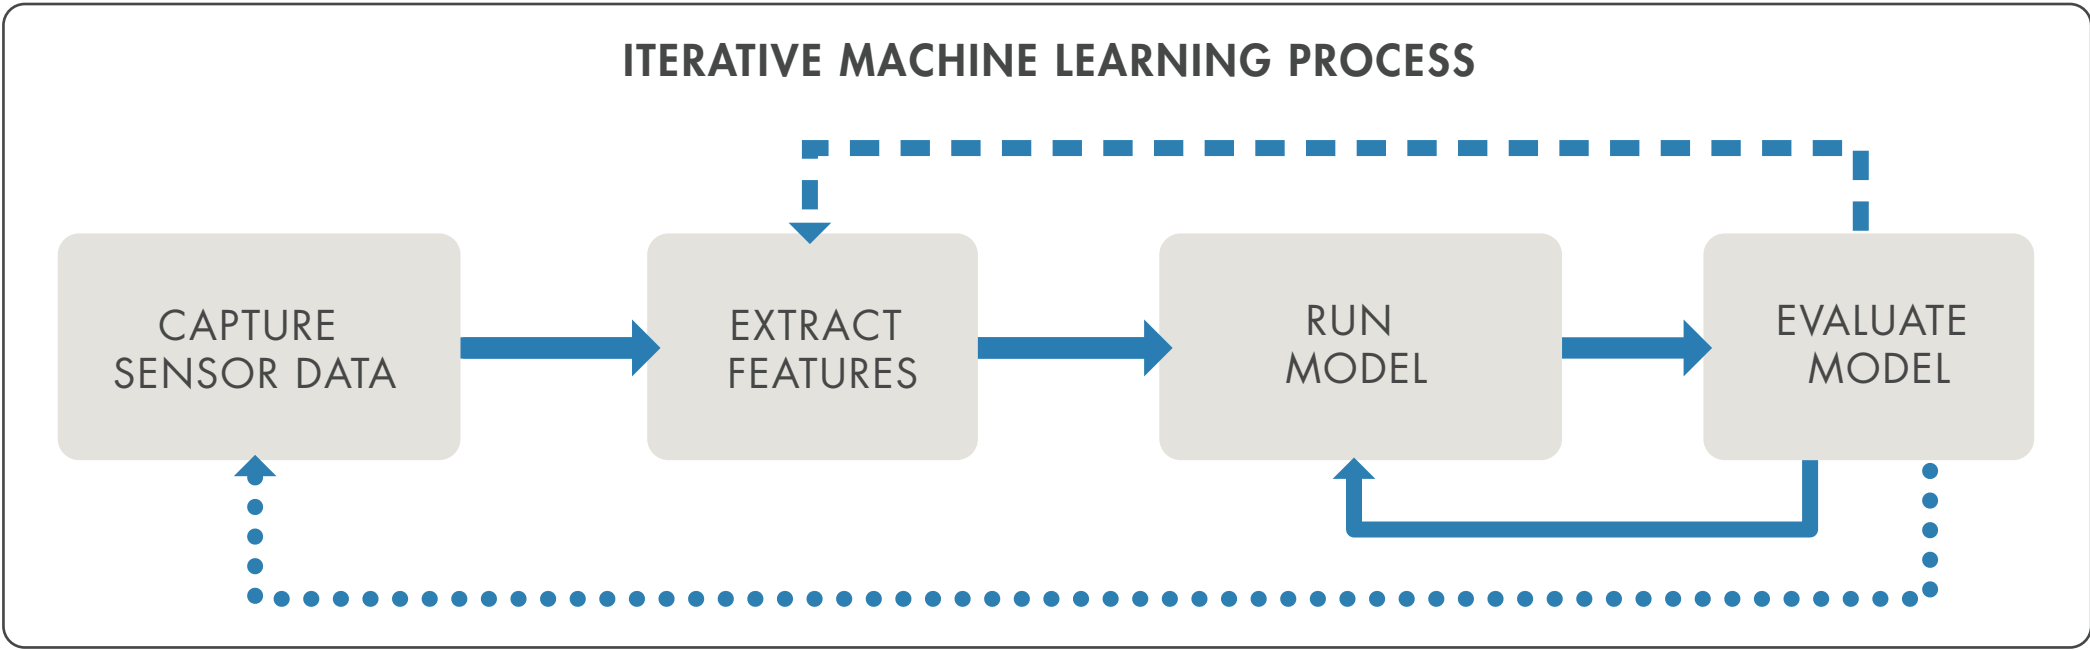 ITERATIVE MACHINE LEARNING PROCESS
CAPTURE
SENSOR DATA
EXTRACT
FEATURES
RUN
MODEL
EVALUATE
MODEL